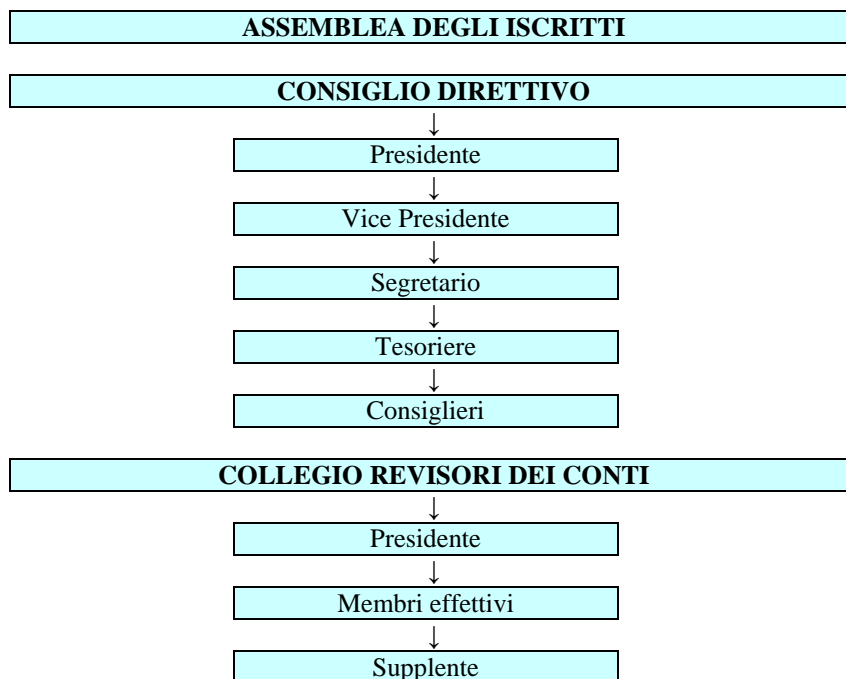 ASSEMBLEA DEGLI ISCRITTI
CONSIGLIO DIRETTIVO
↓
Presidente
↓
Vice Presidente
↓
Segretario
↓
Tesoriere
↓
Consiglieri
COLLEGIO REVISORI DEI CONTI
↓
Presidente
↓
Membri effettivi
↓
Supplente